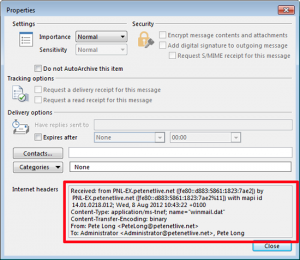 Properties
Settings
Security
Importance
Normal
Encrypt message contents and attachments
Sensitivity
Normal
Add digital signature to outgoing message
Request S/MIME receipt for this message
Do not AutoArchive this item
Tracking options
Request a delivery receipt for this message
Request a read receipt for this message
Delivery options
Have replies sent to
Expires after
None
00:00
Contacts...
Categories
None
Internet headers
Received: from PNL-EX.petenetlive.net ([fe80::d883:5861:1823:7ae2]) by
PNL-EX.petenetlive.net ([fe80::d883:5861:1823:7ae2%11]) with mapi id
14.01.0218.012; Wed, 8 Aug 2012 10:43:22 +0100
Content-Type: application/ms-tnef; name="winmail.dat"
Content-Transfer-Encoding: binary
From: Pete Long <PeteLong@petenetlive.net>
To: Administrator <Administrator@petenetlive.net>, Pete Long
Close